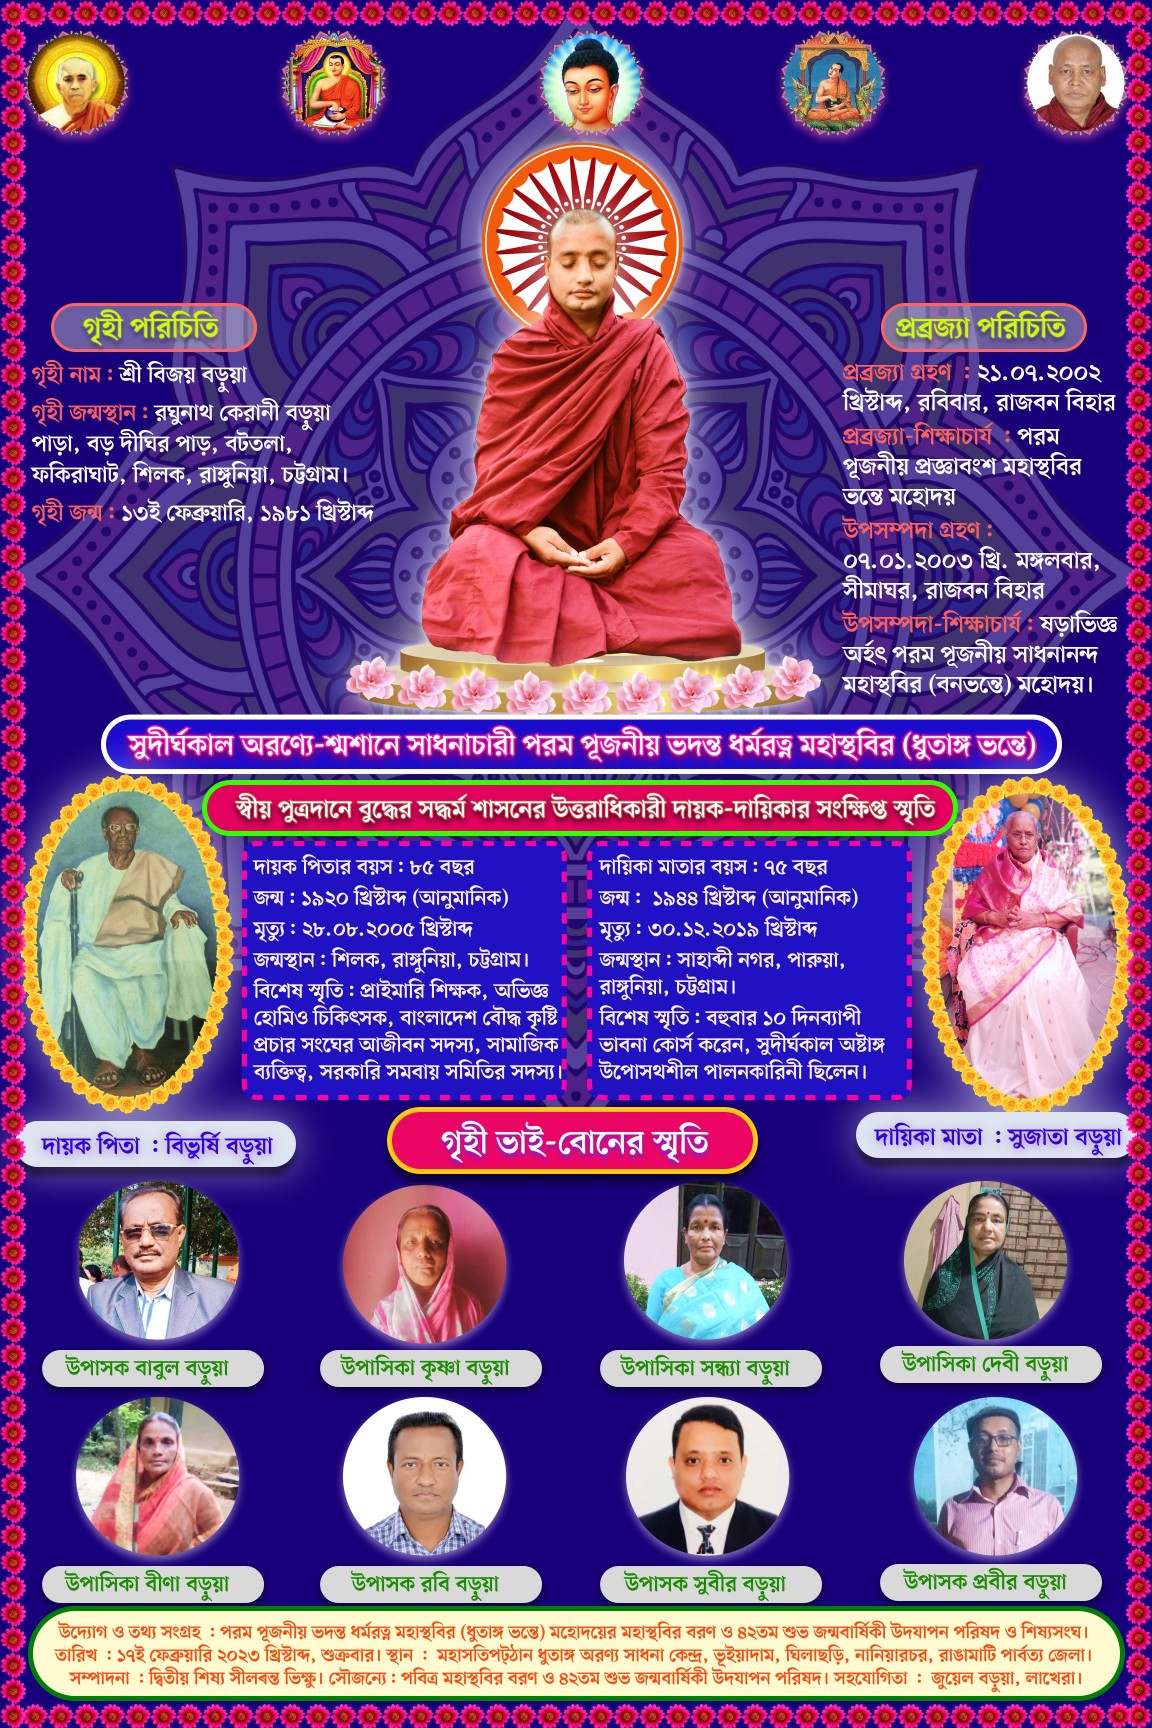 গৃহী পরিচিতি
গৃহী নাম : শ্রী বিজয় বড়ুয়া
গৃহী জন্মস্থান : রঘুনাথ কেরানী বড়ুয়া
পাড়া, বড় দীঘির পাড়, বটতলা,
ফকিরাঘাট, শিলক, রাঙ্গুনিয়া, চট্টগ্রাম।
গৃহী জন্ম : ১৩ই ফেব্রুয়ারি, ১৯৮১ খ্রিস্টাব্দ
প্রব্রজ্যা পরিচিতি
প্রব্রজ্যা গ্রহণ : ২১.০৭.২০০২
খ্রিস্টাব্দ, রবিবার, রাজবন বিহার
প্রব্রজ্যা-শিক্ষাচার্য : পরম
পূজনীয় প্রজ্ঞাবংশ মহাস্থবির
ভন্তে মহোদয়
উপসম্পদা গ্রহণ :
০৭.০১.২০০৩ খ্রি. মঙ্গলবার,
সীমাঘর, রাজবন বিহার
উপসম্পদা-শিক্ষাচার্য : ষড়াভিজ্ঞ
অর্হৎ পরম পূজনীয় সাধনানন্দ
মহাস্থবির (বনভন্তে) মহোদয়।
সুদীর্ঘকাল অরণ্যে-শ্মশানে সাধনাচারী পরম পূজনীয় ভদন্ত ধর্মরত্ন মহাস্থবির (ধুতাঙ্গ ভন্তে)
স্বীয় পুত্রদানে বুদ্ধের সদ্ধর্ম শাসনের উত্তরাধিকারী দায়ক-দায়িকার সংক্ষিপ্ত স্মৃতি
দায়ক পিতার বয়স : ৮৫ বছর
জন্ম : ১৯২০ খ্রিস্টাব্দ (আনুমানিক)
মৃত্যু : ২৮.০৮.২০০৫ খ্রিস্টাব্দ
জন্মস্থান : শিলক, রাঙ্গুনিয়া, চট্টগ্রাম।
বিশেষ স্মৃতি : প্রাইমারি শিক্ষক, অভিজ্ঞ
হোমিও চিকিৎসক, বাংলাদেশ বৌদ্ধ কৃষ্টি
প্রচার সংঘের আজীবন সদস্য, সামাজিক
ব্যক্তিত্ব, সরকারি সমবায় সমিতির সদস্য।
দায়িকা মাতার বয়স : ৭৫ বছর
জন্ম : ১৯৪৪ খ্রিস্টাব্দ (আনুমানিক)
মৃত্যু : ৩০.১২.২০১৯ খ্রিস্টাব্দ
জন্মস্থান : সাহাব্দী নগর, পারুয়া,
রাঙ্গুনিয়া, চট্টগ্রাম।
বিশেষ স্মৃতি : বহুবার ১০ দিনব্যাপী
ভাবনা কোর্স করেন, সুদীর্ঘকাল অষ্টাঙ্গ
উপোসথশীল পালনকারিনী ছিলেন।
দায়ক পিতা : বিভুর্ষি বড়ুয়া
দায়িকা মাতা : সুজাতা বড়ুয়া
গৃহী ভাই-বোনের স্মৃতি
উপাসক বাবুল বড়ুয়া
উপাসিকা কৃষ্ণা বড়ুয়া
উপাসিকা সন্ধ্যা বড়ুয়া
উপাসিকা দেবী বড়ুয়া
উপাসিকা বীণা বড়ুয়া
উপাসক রবি বড়ুয়া
উপাসক সুবীর বড়ুয়া
উপাসক প্রবীর বড়ুয়া
উদ্যোগ ও তথ্য সংগ্রহ : পরম পূজনীয় ভদন্ত ধর্মরত্ন মহাস্থবির (ধুতাঙ্গ ভন্তে) মহোদয়ের মহাস্থবির বরণ ও ৪২তম শুভ জন্মবার্ষিকী উদযাপন পরিষদ ও শিষ্যসংঘ।
তারিখ : ১৭ই ফেব্রুয়ারি ২০২৩ খ্রিস্টাব্দ, শুক্রবার। স্থান : মহাসতিপট্‌ঠান ধুতাঙ্গ অরণ্য সাধনা কেন্দ্র, ভূইয়াদাম, ঘিলাছড়ি, নানিয়ারচর, রাঙামাটি পার্বত্য জেলা।
সম্পাদনা : দ্বিতীয় শিষ্য সীলৰন্ত ভিক্ষু। সৌজন্যে : পবিত্র মহাস্থবির বরণ ও ৪২তম শুভ জন্মবার্ষিকী উদযাপন পরিষদ। সহযোগিতা : জুয়েল বড়ুয়া, লাখেরা।